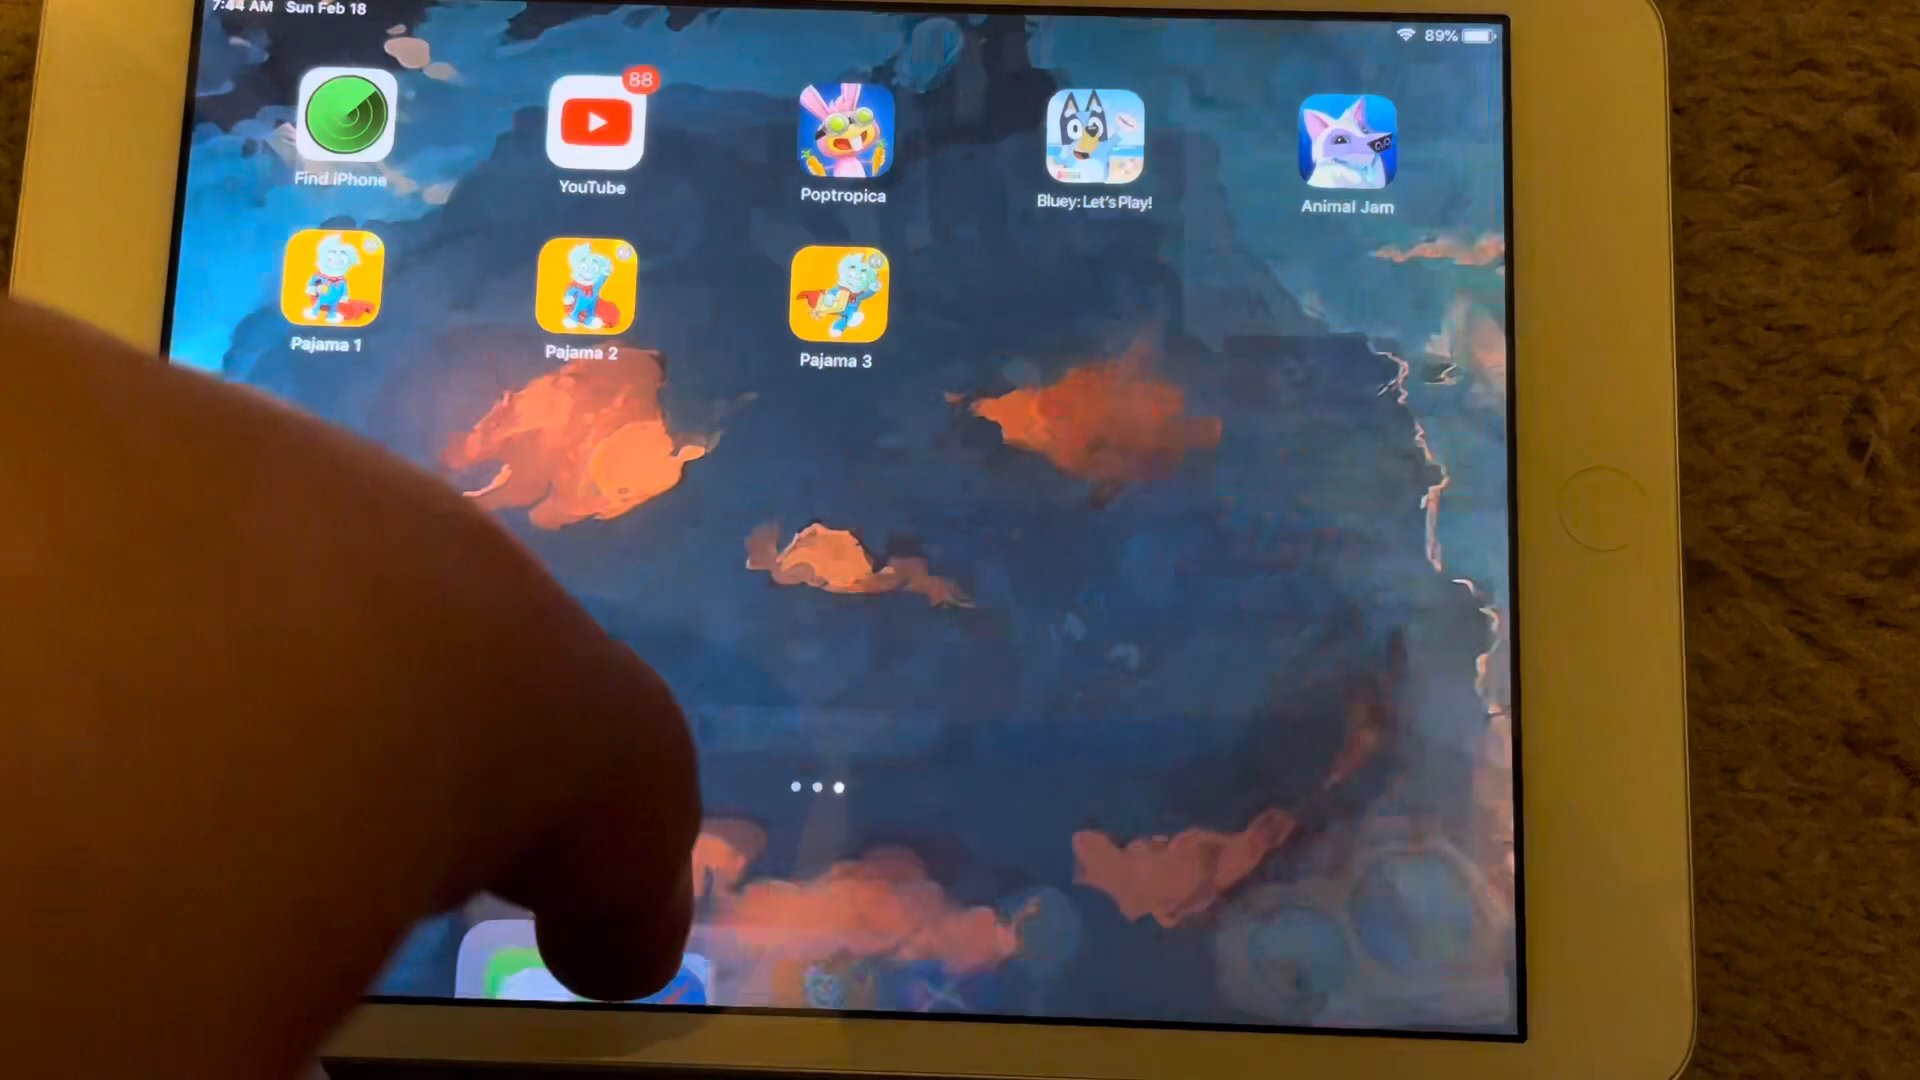 7:44 AM Sun Feb 18
89%
88
Find iPhone
YouTube
Poptropica
Bluey: Let's Play!
Animal Jam
Pajama 1
Pajama 2
Pajama 3